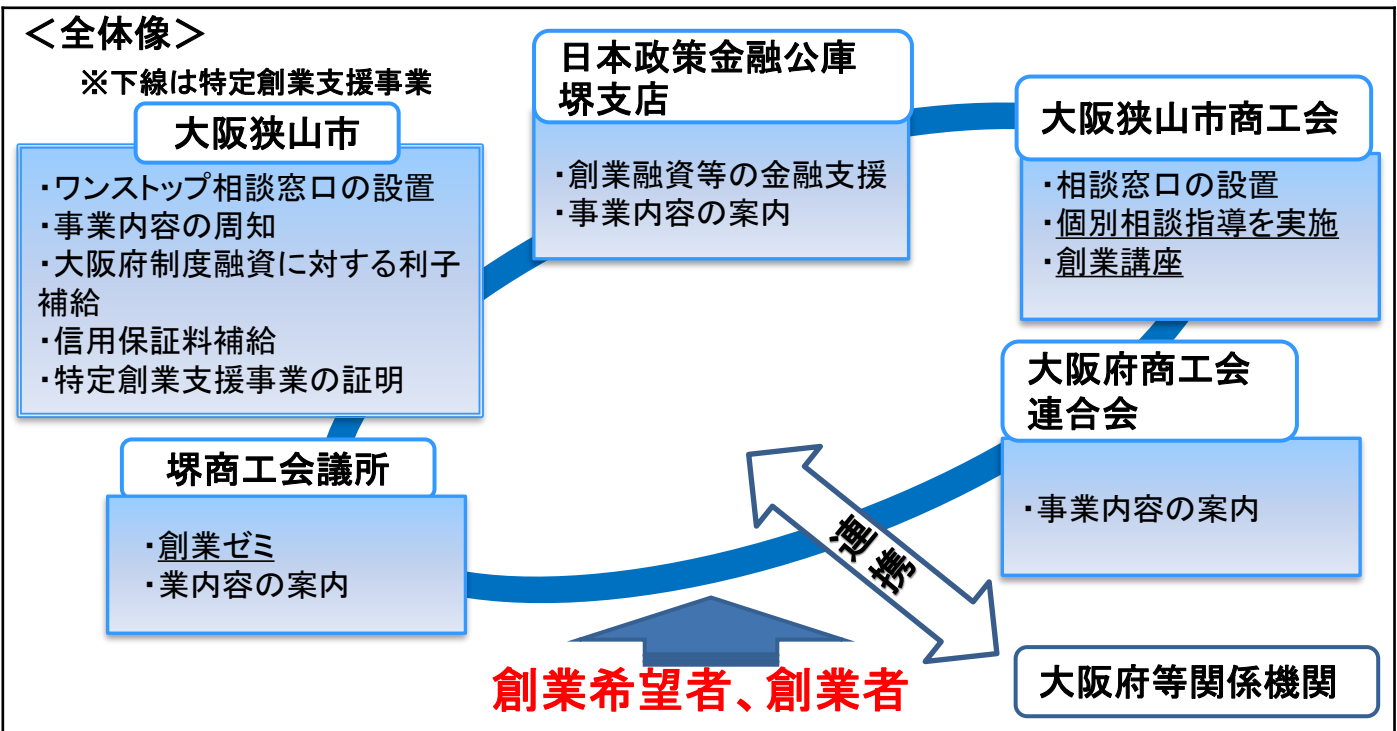 ＜全体像＞
※下線は特定創業支援事業
大阪狭山市
・ワンストップ相談窓口の設置
・事業内容の周知
・大阪府制度融資に対する利子
補給
・信用保証料補給
・特定創業支援事業の証明
日本政策金融公庫
堺支店
・創業融資等の金融支援
・事業内容の案内
大阪狭山市商工会
・相談窓口の設置
・個別相談指導を実施
・創業講座
大阪府商工会
連合会
・事業内容の案内
堺商工会議所
・創業ゼミ
・業内容の案内
連携
創業希望者、創業者
大阪府等関係機関